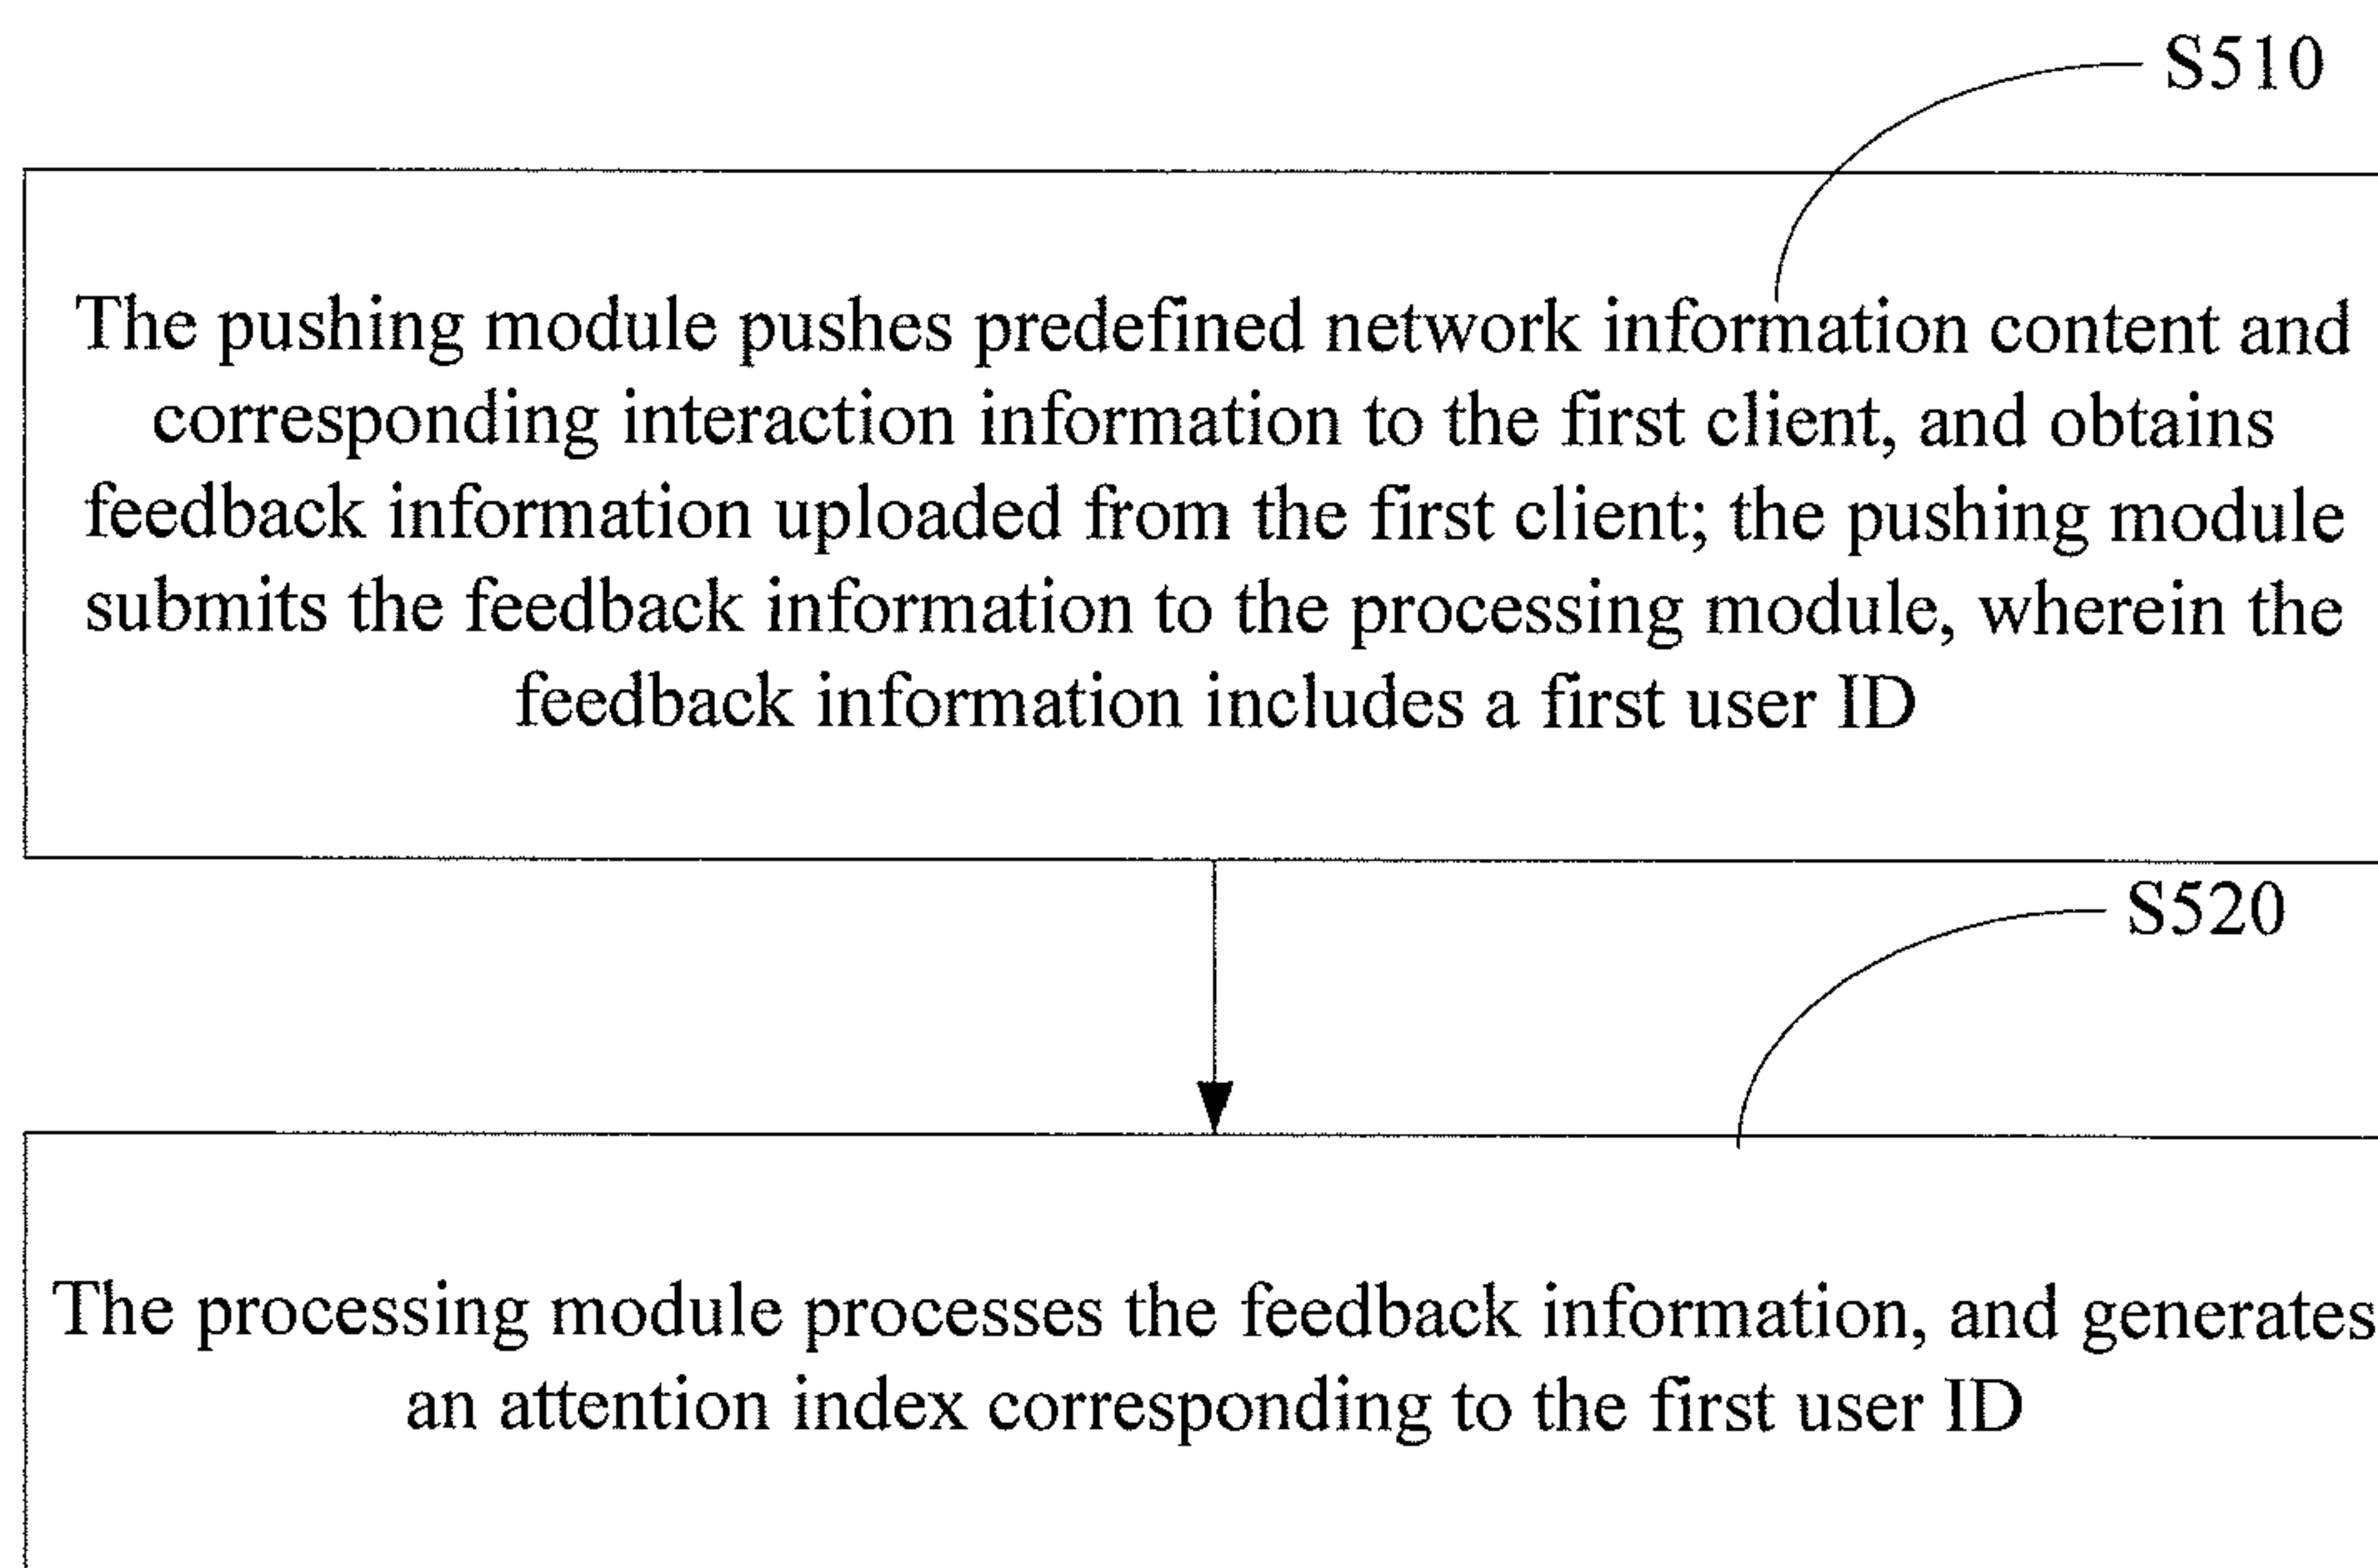 S510
The pushing module pushes predefined network information content and
corresponding interaction information to the first client, and obtains
feedback information uploaded from the first client; the pushing module
submits the feedback information to the processing module, wherein the
feedback information includes a first user ID
S520
The processing module processes the feedback information, and generates
an attention index corresponding to the first user ID